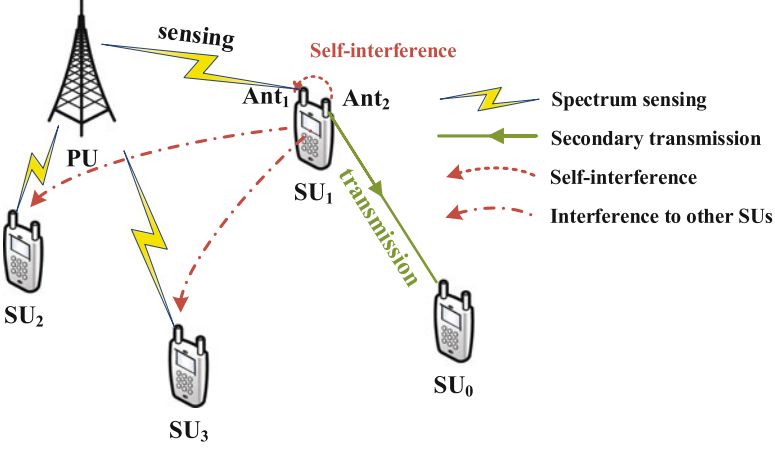 sensing
Self-interference
Ant₁
Ant₂
Spectrum sensing
Secondary transmission
PU
SU₁
transmission
Self-interference
Interference to other SUs
SU₂
SU₀
SU₃